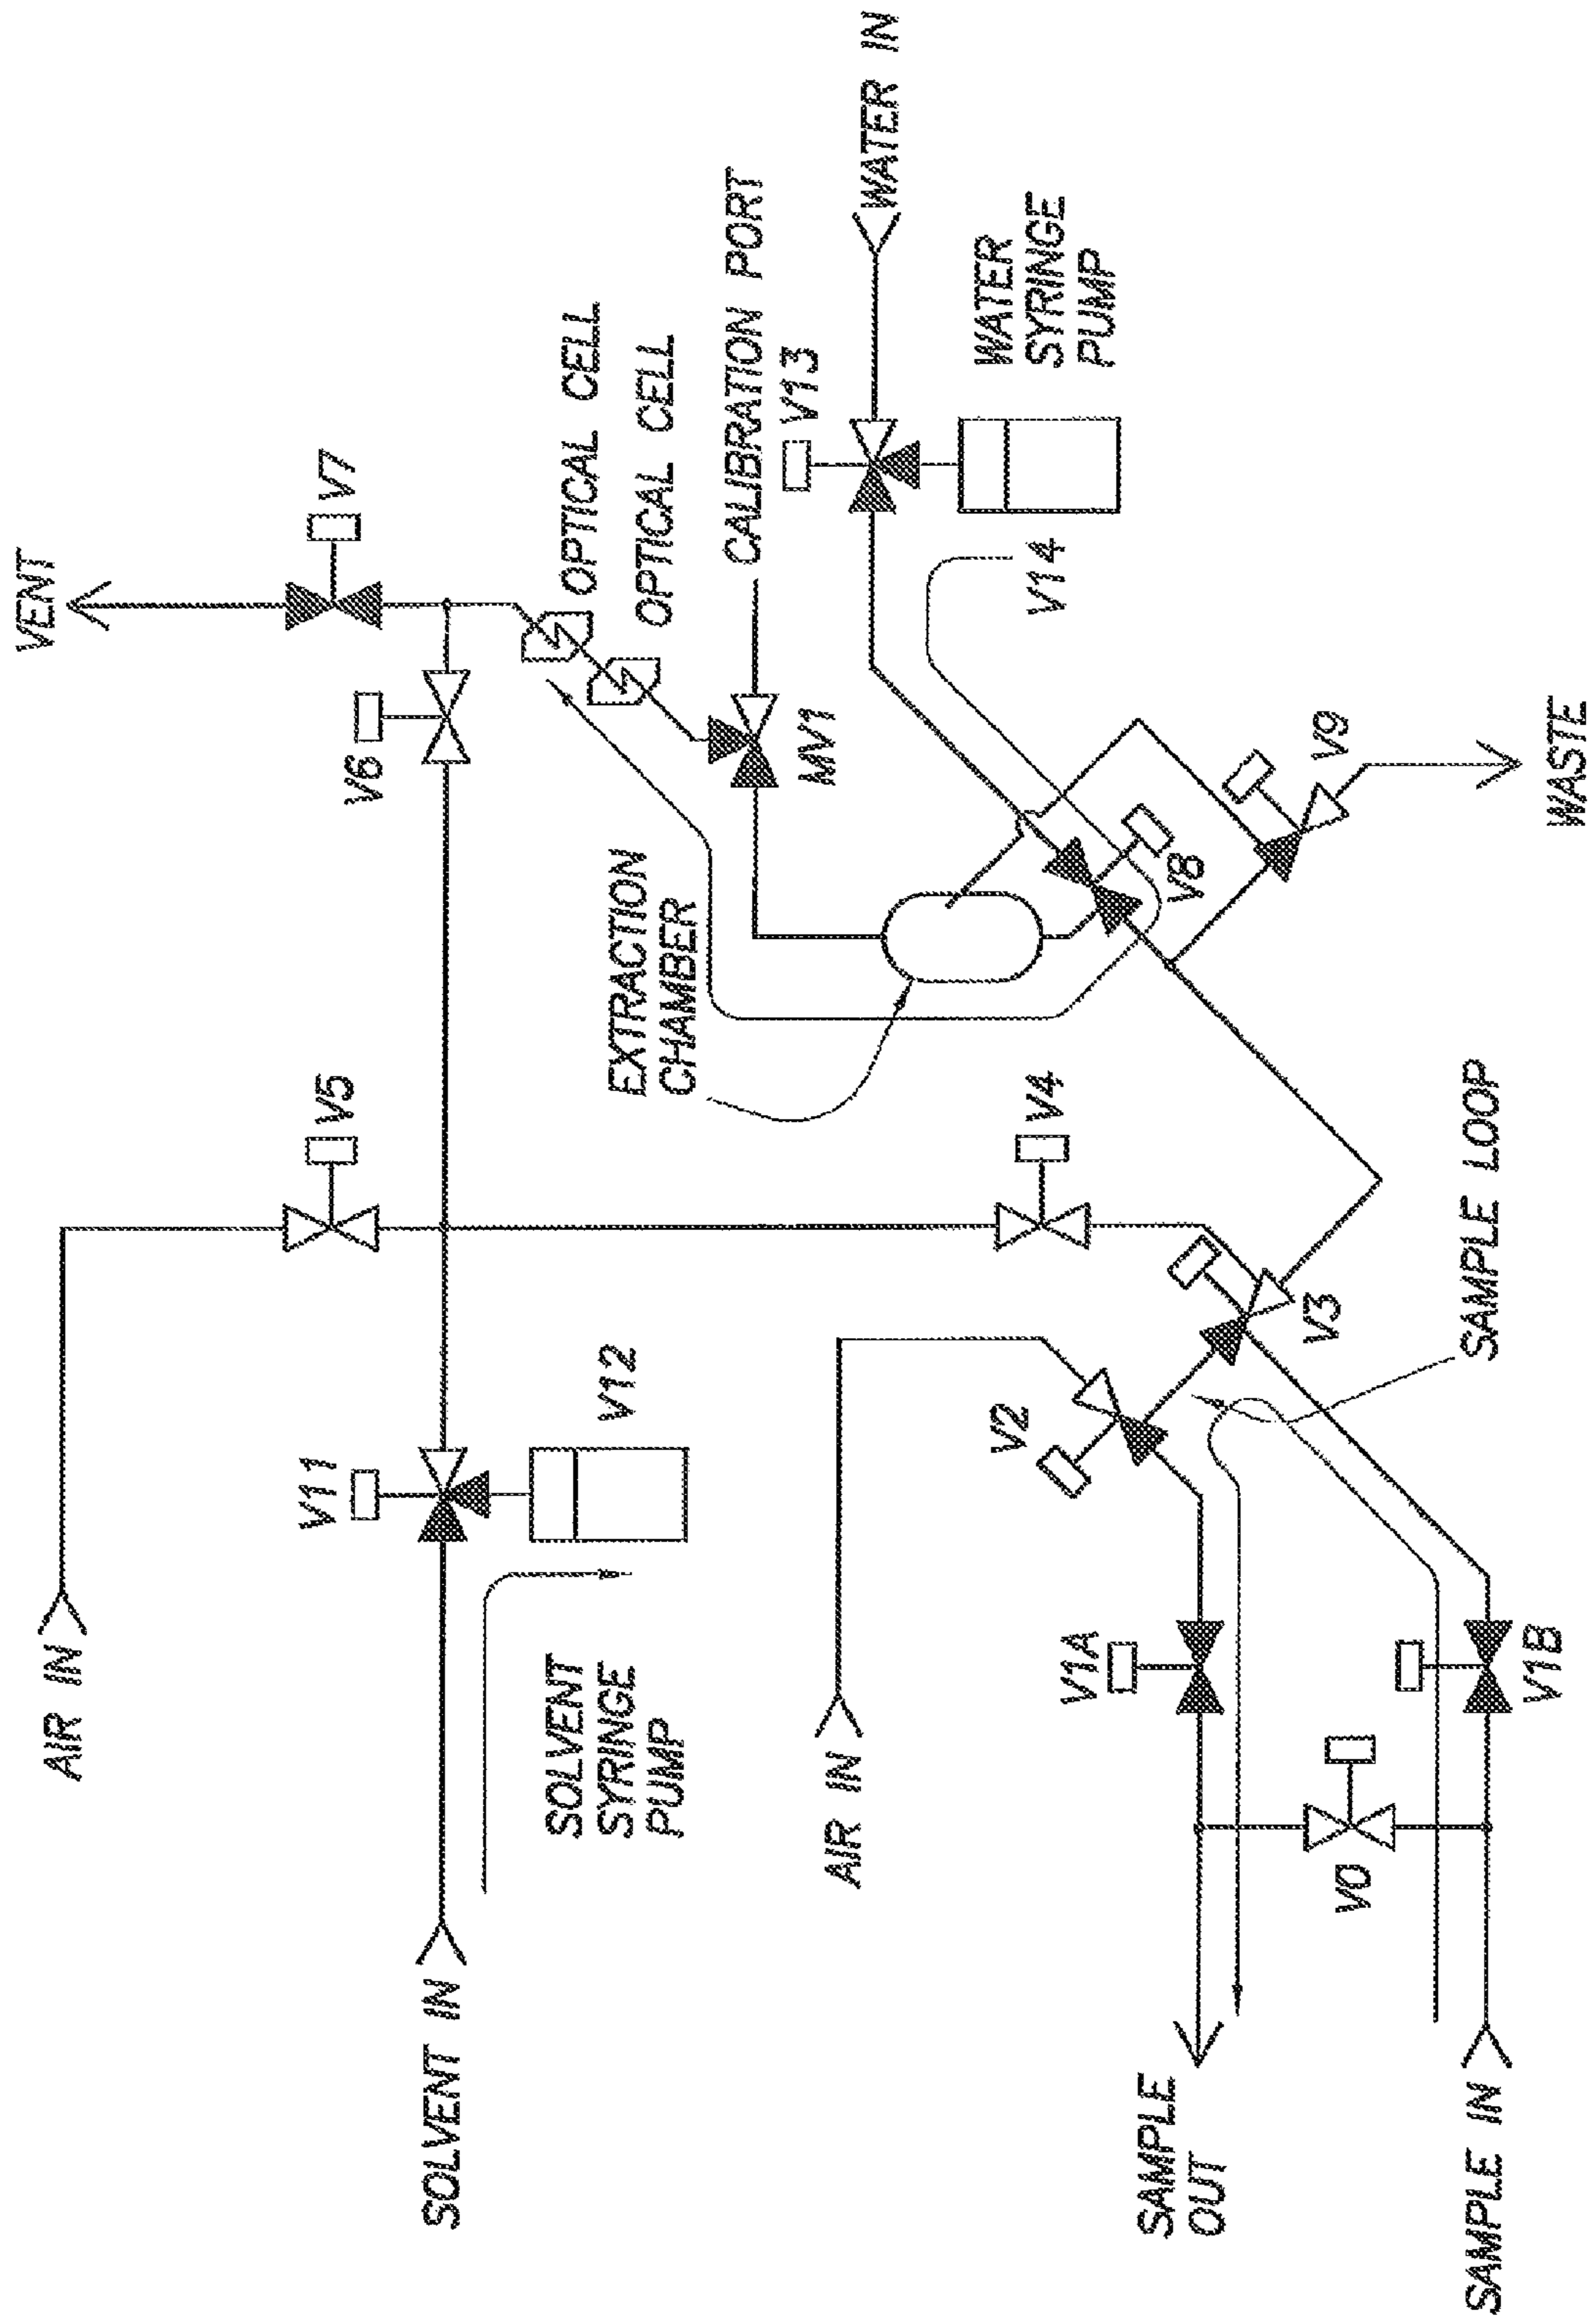 VENT
V7
AIR IN
V5
V6
OPTICAL CELL
OPTICAL CELL
CALIBRATION PORT
SOLVENT IN
V11
V12
SOLVENT
SYRINGE
PUMP
EXTRACTION
CHAMBER
MV1
V13
WATER IN
WATER
SYRINGE
PUMP
V14
AIR IN
V2
V4
V8
V3
V9
WASTE
SAMPLE
OUT
V1A
V0
SAMPLE LOOP
SAMPLE IN
V1B